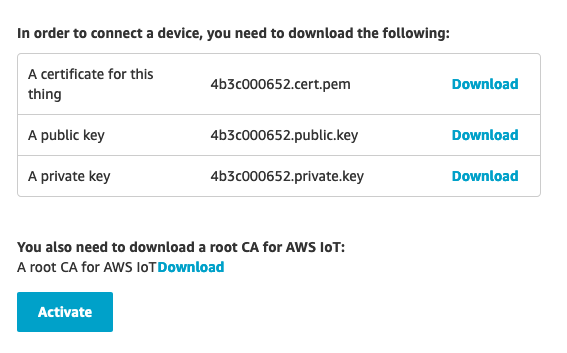 In order to connect a device, you need to download the following:
A certificate for this thing 4b3c000652.cert.pem Download
A public key 4b3c000652.public.key Download
A private key 4b3c000652.private.key Download
You also need to download a root CA for AWS IoT:
A root CA for AWS IoT Download
Activate